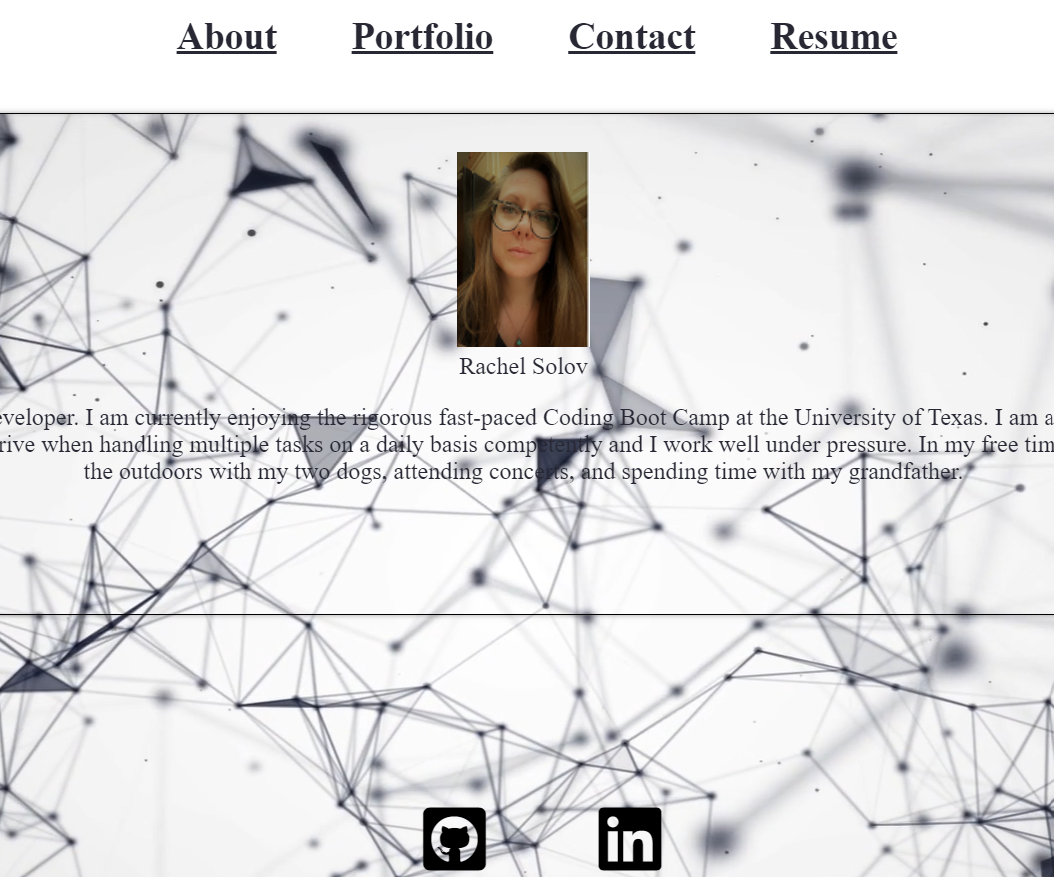 About Portfolio Contact Resume
Rachel Solov
eveloper. I am currently enjoying the rigorous fast-paced Coding Boot Camp at the University of Texas. I am a
rive when handling multiple tasks on a daily basis competently and I work well under pressure. In my free tim
the outdoors with my two dogs, attending concerts, and spending time with my grandfather.
in